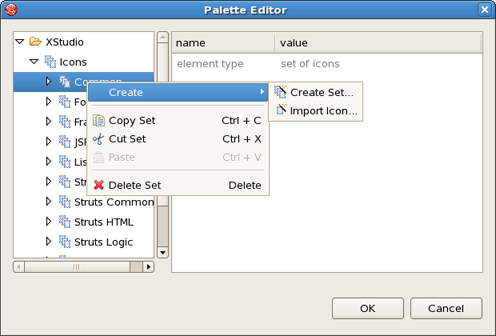 Palette Editor
XStudio
Icons
Common
Create
Copy Set Ctrl + C
Cut Set Ctrl + X
Paste Ctrl + V
Delete Set Delete
Create Set...
Import Icon...
Fo
Fra
JSF
Lis
Str
Struts Common
Struts HTML
Struts Logic
name value
element type set of icons
OK Cancel